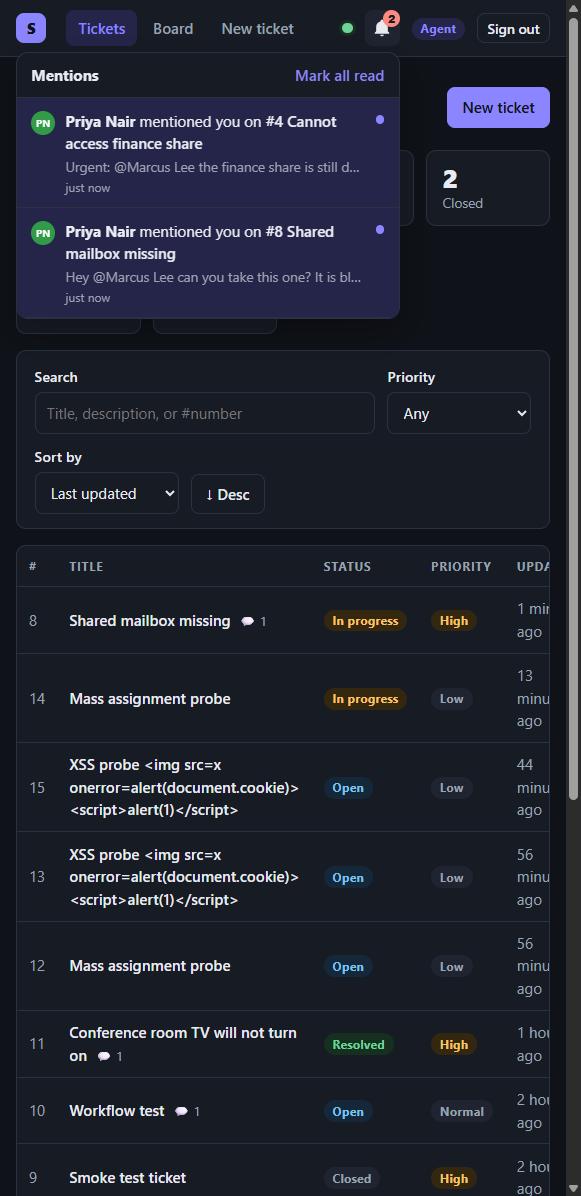 S Tickets Board New ticket 2 Agent Sign out
Mentions Mark all read
PN Priya Nair mentioned you on #4 Cannot
access finance share
Urgent: @Marcus Lee the finance share is still d...
just now
PN Priya Nair mentioned you on #8 Shared
mailbox missing
Hey @Marcus Lee can you take this one? It is bl...
just now
New ticket
2
Closed
Search Priority
Title, description, or #number Any
Sort by
Last updated ↓ Desc
# TITLE STATUS PRIORITY UPDA
8 Shared mailbox missing 1 In progress High 1 min
ago
14 Mass assignment probe In progress Low 13
minu
ago
15 XSS probe <img src=x
onerror=alert(document.cookie)>
<script>alert(1)</script>
Open Low 44
minu
ago
13 XSS probe <img src=x
onerror=alert(document.cookie)>
<script>alert(1)</script>
Open Low 56
minu
ago
12 Mass assignment probe Open Low 56
minu
ago
11 Conference room TV will not turn
on 1
Resolved High 1 hou
ago
10 Workflow test 1 Open Normal 2 hou
ago
9 Smoke test ticket Closed High 2 hou
ago